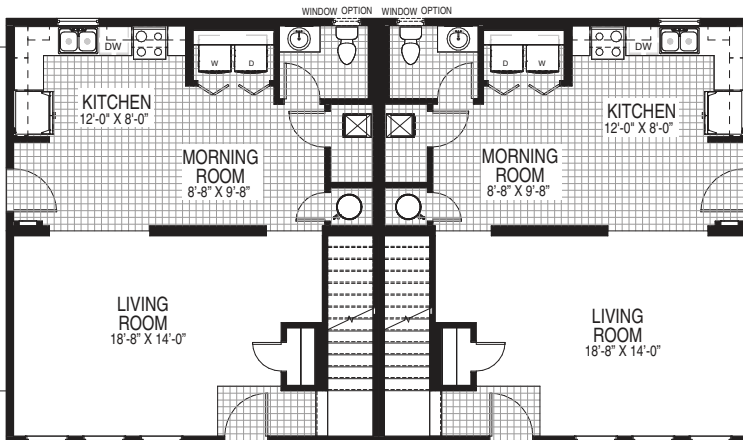 WINDOW OPTION
WINDOW OPTION
DW
W
D
D
W
DW
KITCHEN
12'-0" X 8'-0"
KITCHEN
12'-0" X 8'-0"
MORNING
ROOM
8'-8" X 9'-8"
MORNING
ROOM
8'-8" X 9'-8"
LIVING
ROOM
18'-8" X 14'-0"
LIVING
ROOM
18'-8" X 14'-0"